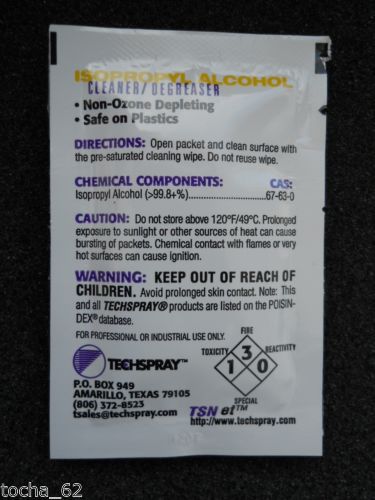 ISOPROPYL ALCOHOL
CLEANER/DEGREASER
• Non-Ozone Depleting
• Safe on Plastics
DIRECTIONS: Open packet and clean surface with
the pre-saturated cleaning wipe. Do not reuse wipe.
CHEMICAL COMPONENTS: CAS:
Isopropyl Alcohol (>99.8+%)....................67-63-0
CAUTION: Do not store above 120°F/49°C. Prolonged
exposure to sunlight or other sources of heat can cause
bursting of packets. Chemical contact with flames or very
hot surfaces can cause ignition.
WARNING: KEEP OUT OF REACH OF
CHILDREN. Avoid prolonged skin contact. Note: This
and all TECHSPRAY® products are listed on the POISIN-
DEX® database.
FOR PROFESSIONAL OR INDUSTRIAL USE ONLY.
FIRE
TOXICITY 3 REACTIVITY
1 0
SPECIAL
TECHSPRAY™
P.O. BOX 949
AMARILLO, TEXAS 79105
(806) 372-8523
tsales@techspray.com
TSN et™
http://www.techspray.com
tocha_62